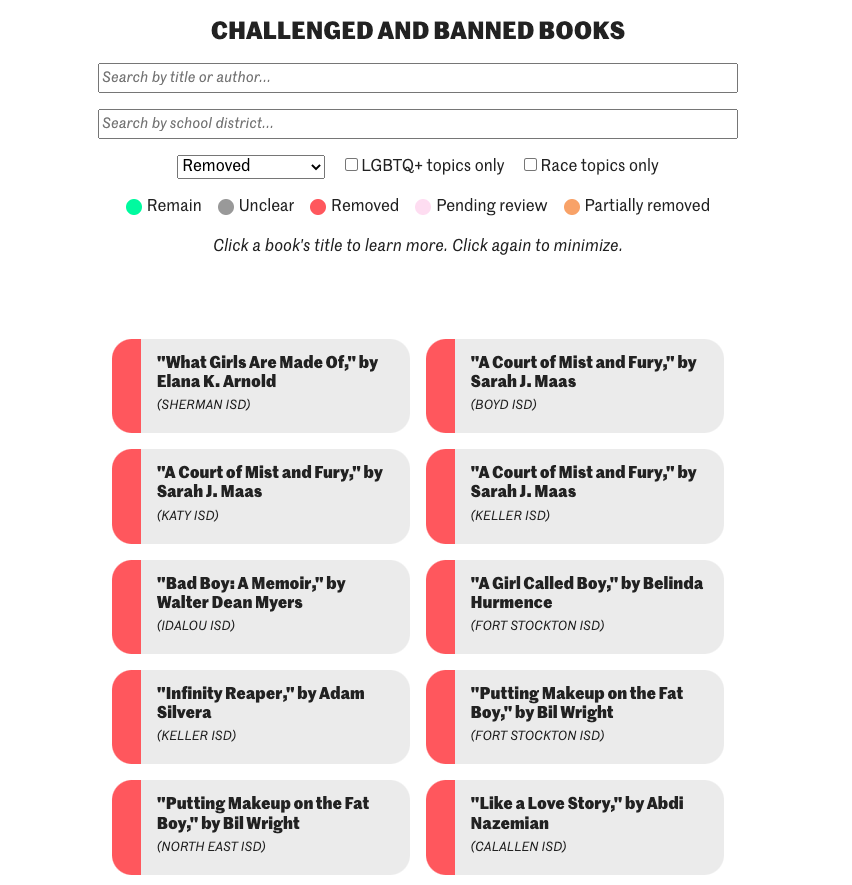 CHALLENGED AND BANNED BOOKS
Search by title or author...
Search by school district...
Removed LGBTQ+ topics only Race topics only
Remain Unclear Removed Pending review Partially removed
Click a book's title to learn more. Click again to minimize.
"What Girls Are Made Of," by
Elana K. Arnold
(SHERMAN ISD)
"A Court of Mist and Fury," by
Sarah J. Maas
(BOYD ISD)
"A Court of Mist and Fury," by
Sarah J. Maas
(KATY ISD)
"A Court of Mist and Fury," by
Sarah J. Maas
(KELLER ISD)
"Bad Boy: A Memoir," by
Walter Dean Myers
(IDALOU ISD)
"A Girl Called Boy," by Belinda
Hurmence
(FORT STOCKTON ISD)
"Infinity Reaper," by Adam
Silvera
(KELLER ISD)
"Putting Makeup on the Fat
Boy," by Bil Wright
(FORT STOCKTON ISD)
"Putting Makeup on the Fat
Boy," by Bil Wright
(NORTH EAST ISD)
"Like a Love Story," by Abdi
Nazemian
(CALALLEN ISD)